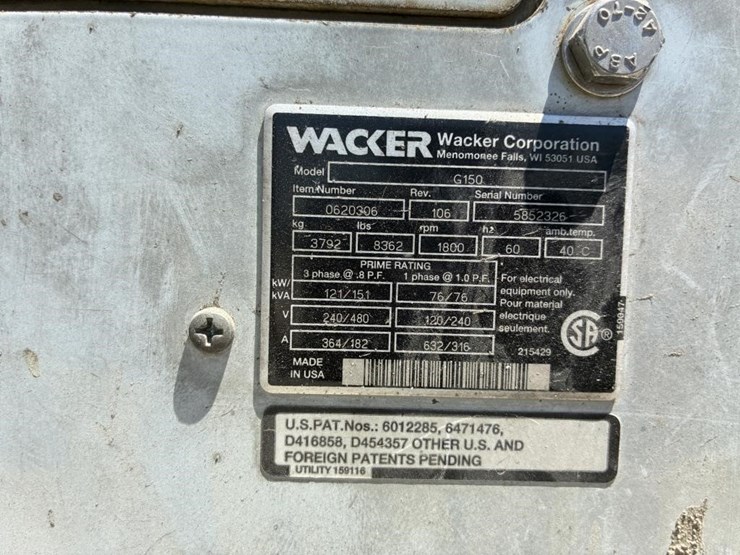 WACKER Wacker Corporation
Menomonee Falls, WI 53051 USA
Model G150
Item Number Rev. Serial Number
0620306 106 5852326
kg lbs rpm hz amb.temp.
3792 8362 1800 60 40 C
PRIME RATING
3 phase @ .8 P.F. 1 phase @ 1.0 P.F.
kW/
kVA 121/151 76/76
V 240/480 120/240
A 364/182 632/316
For electrical
equipment only.
Pour material
electrique
seulement.
SA ®
215429
MADE
IN USA
U.S.PAT.Nos.: 6012285, 6471476,
D416858, D454357 OTHER U.S. AND
FOREIGN PATENTS PENDING
UTILITY 159116